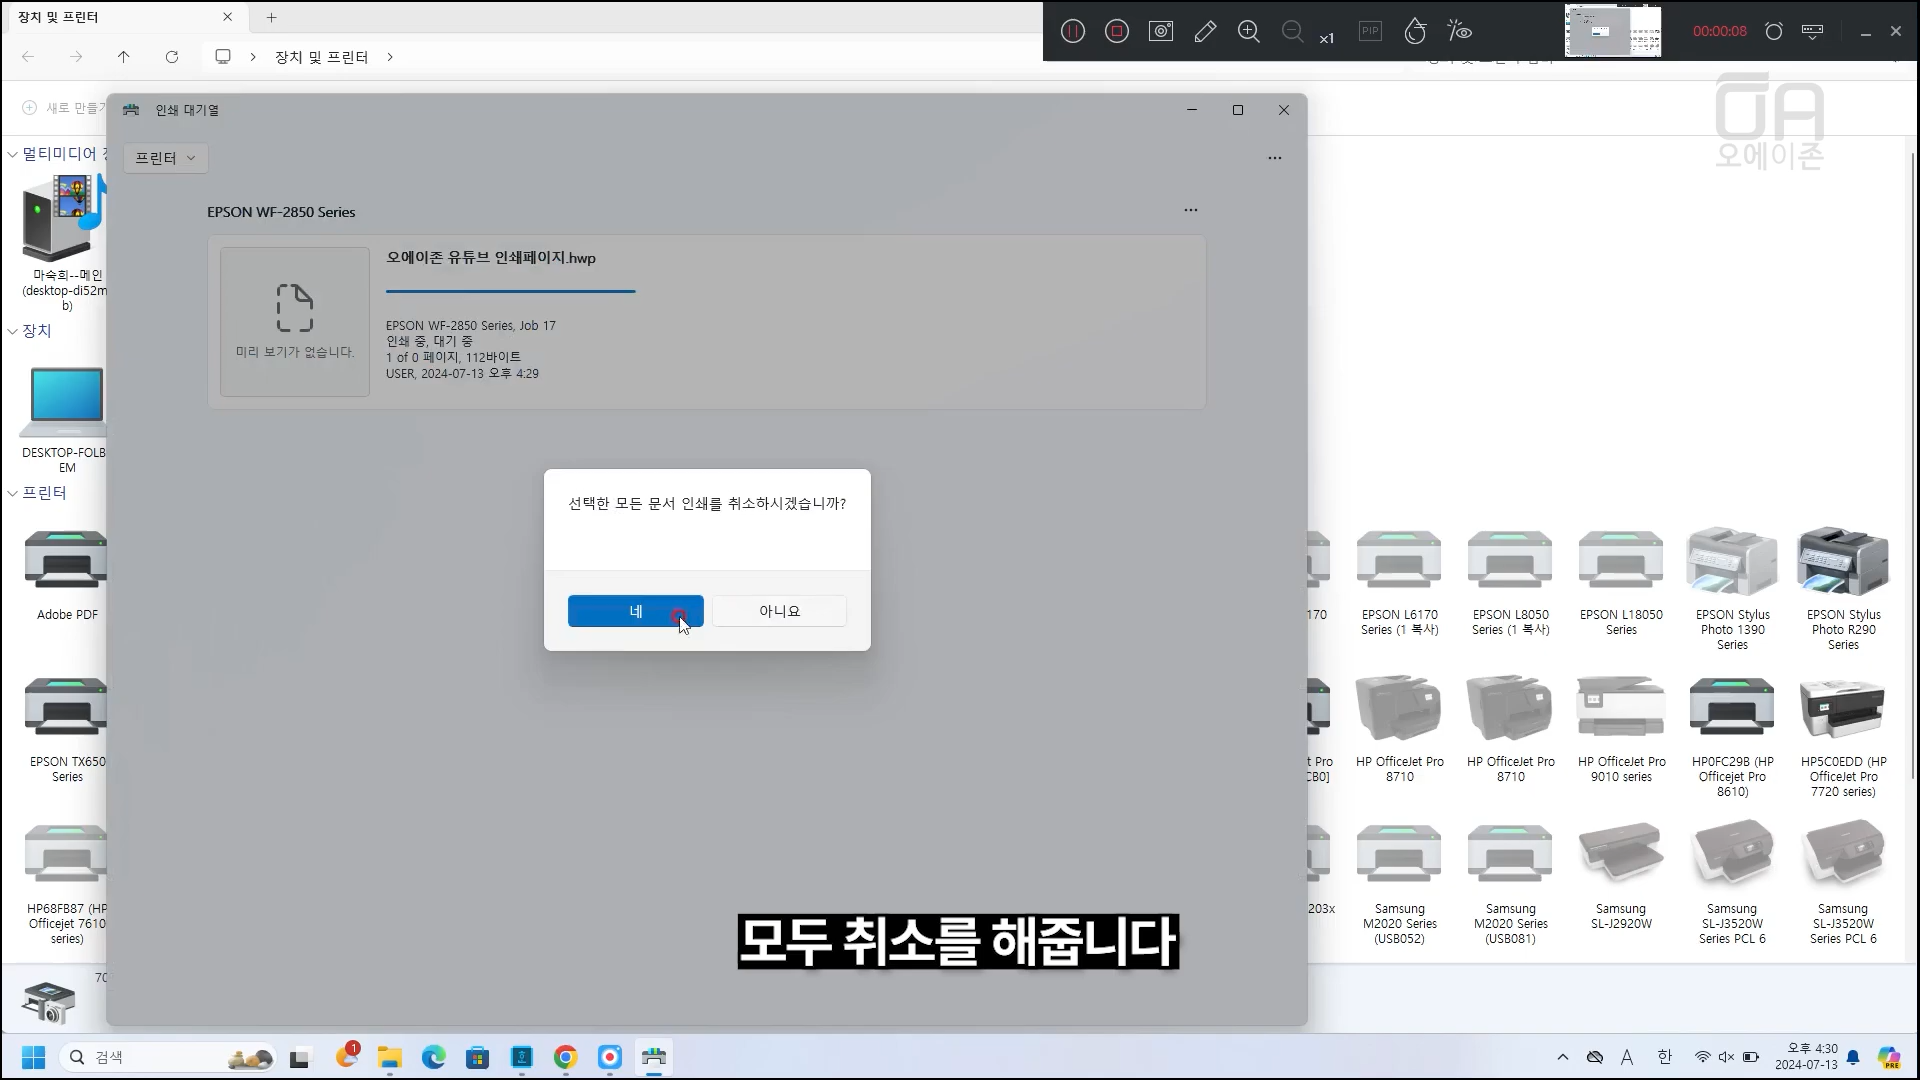 장치 및 프린터
x1
PIP
00:00:08
장치 및 프린터
OA
오에이존
새로 만들기
인쇄 대기열
프린터
멀티미디어
마숙희--메인
(desktop-di52m
b)
장치
DESKTOP-FOLB
EM
프린터
Adobe PDF
EPSON TX650
Series
HP68FB87 (HP
Officejet 7610
series)
EPSON WF-2850 Series
미리 보기가 없습니다.
오에이존 유튜브 인쇄페이지.hwp
EPSON WF-2850 Series, Job 17
인쇄 중, 대기 중
1 of 0 페이지, 112바이트
USER, 2024-07-13 오후 4:29
선택한 모든 문서 인쇄를 취소하시겠습니까?
네
아니요
170
EPSON L6170
Series (1 복사)
EPSON L8050
Series (1 복사)
EPSON L18050
Series
EPSON Stylus
Photo 1390
Series
EPSON Stylus
Photo R290
Series
t Pro
CB0]
HP OfficeJet Pro
8710
HP OfficeJet Pro
8710
HP OfficeJet Pro
9010 series
HP0FC29B (HP
Officejet Pro
8610)
HP5C0EDD (HP
OfficeJet Pro
7720 series)
203x
Samsung
M2020 Series
(USB052)
Samsung
M2020 Series
(USB081)
Samsung
SL-J2920W
Samsung
SL-J3520W
Series PCL 6
Samsung
SL-J3520W
Series PCL 6
모두 취소를 해줍니다
70
검색
1
A
한
오후 4:30
2024-07-13
PRE